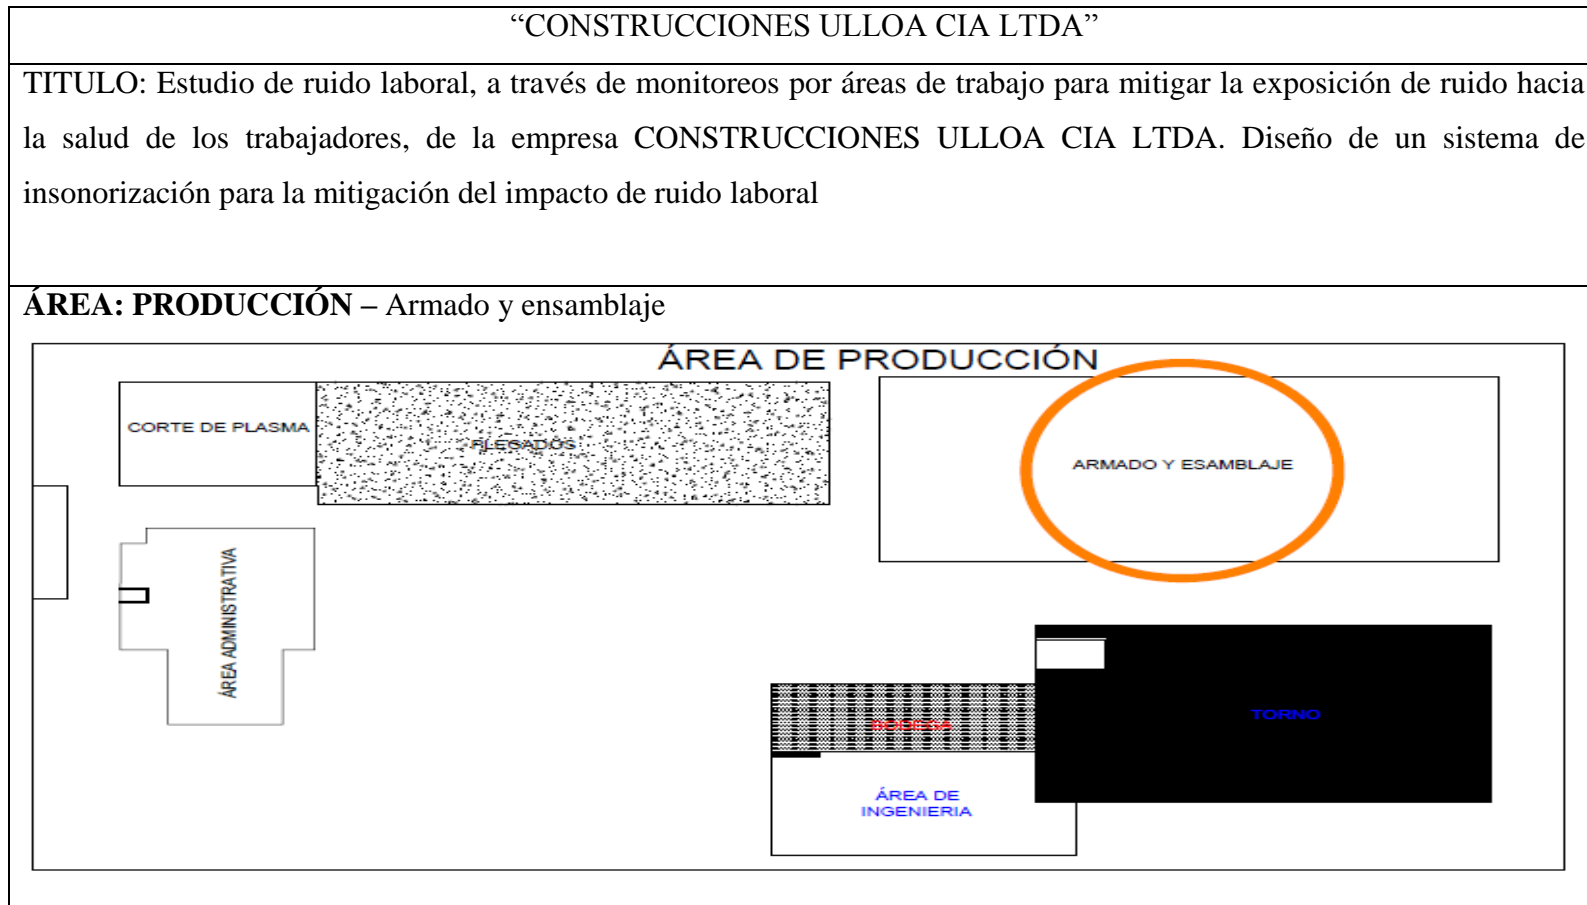 “CONSTRUCCIONES ULLOA CIA LTDA”
TITULO: Estudio de ruido laboral, a través de monitoreos por áreas de trabajo para mitigar la exposición de ruido hacia
la salud de los trabajadores, de la empresa CONSTRUCCIONES ULLOA CIA LTDA. Diseño de un sistema de
insonorización para la mitigación del impacto de ruido laboral
ÁREA: PRODUCCIÓN – Armado y ensamblaje
ÁREA DE PRODUCCIÓN
CORTE DE PLASMA
PLEGADOS
ARMADO Y ESAMBLAJE
ÁREA ADMINISTRATIVA
BODEGA
TORNO
ÁREA DE
INGENIERIA